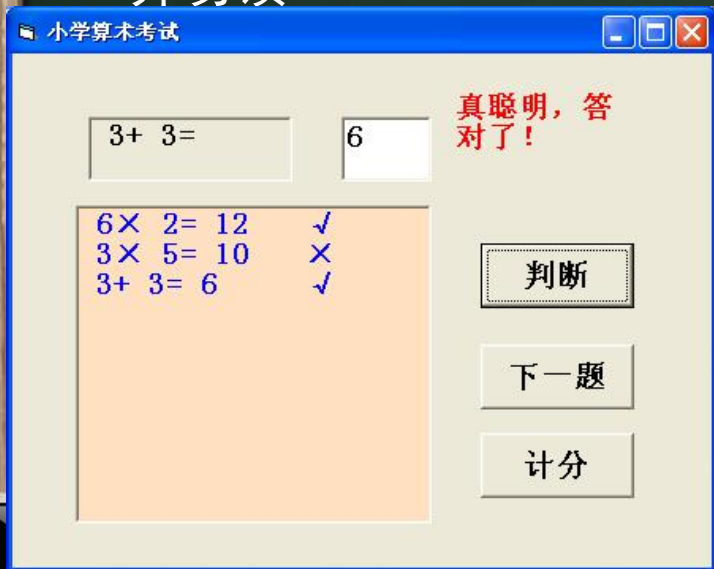 小学算术考试
3+ 3=
6
真聪明，答
对了！
6× 2= 12 √
3× 5= 10 ×
3+ 3= 6 √
判断
下一题
计分